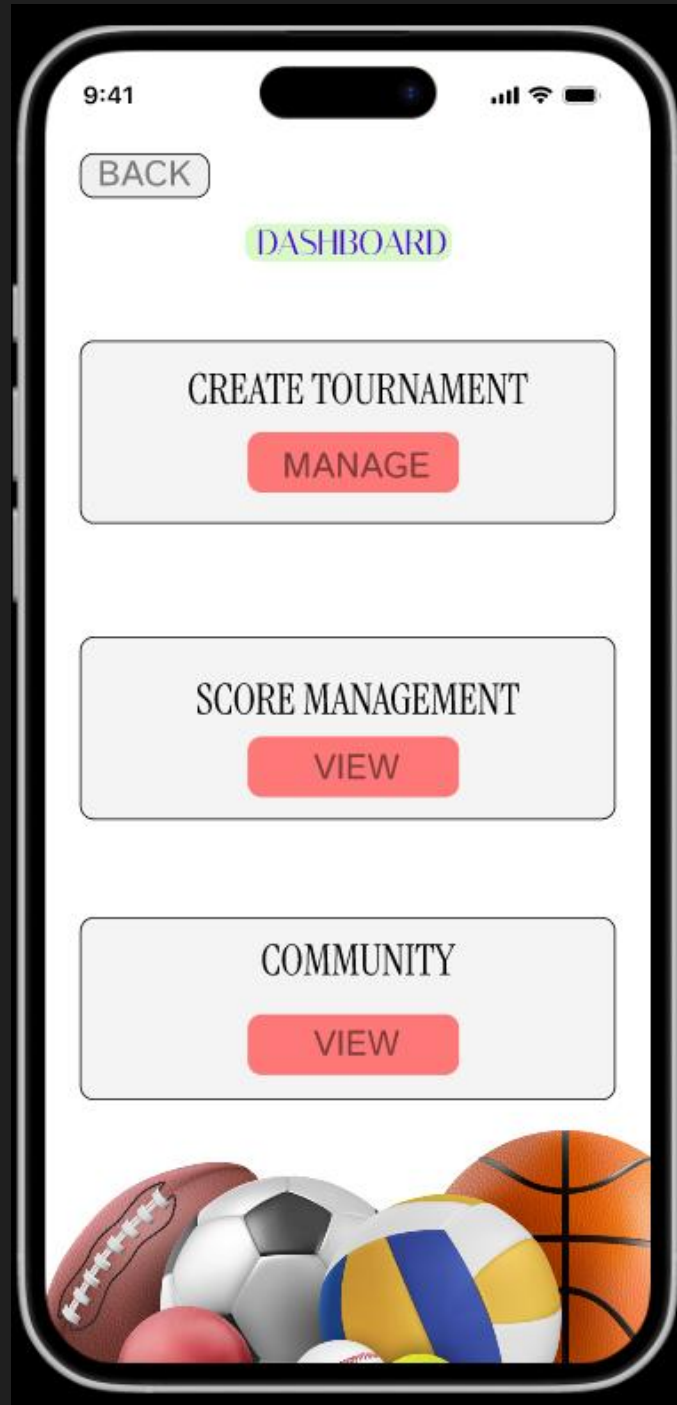 9:41
BACK
DASHBOARD
CREATE TOURNAMENT
MANAGE
SCORE MANAGEMENT
VIEW
COMMUNITY
VIEW